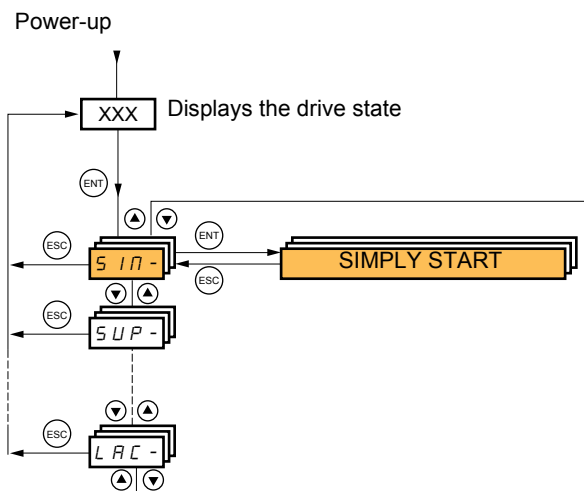 Power-up
XXX Displays the drive state
ENT
ESC SIM- ENT SIMPLY START
ESC
ESC SUP-
ESC LAC-